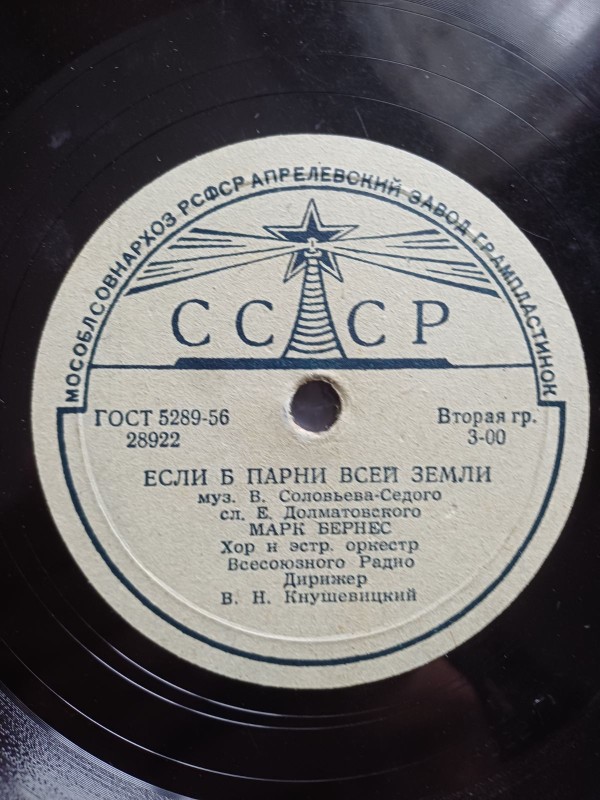 МОСОБЛСОВНАРХОЗ РСФСР АПРЕЛЕВСКИЙ ЗАВОД ГРАМПЛАСТИНОК
СССР
ГОСТ 5289-56
28922
Вторая гр.
3-00
ЕСЛИ Б ПАРНИ ВСЕЙ ЗЕМЛИ
муз. В. Соловьева-Седого
сл. Е. Долматовского
МАРК БЕРНЕС
Хор и эстр. оркестр
Всесоюзного Радио
Дирижер
В. Н. Кнушевицкий